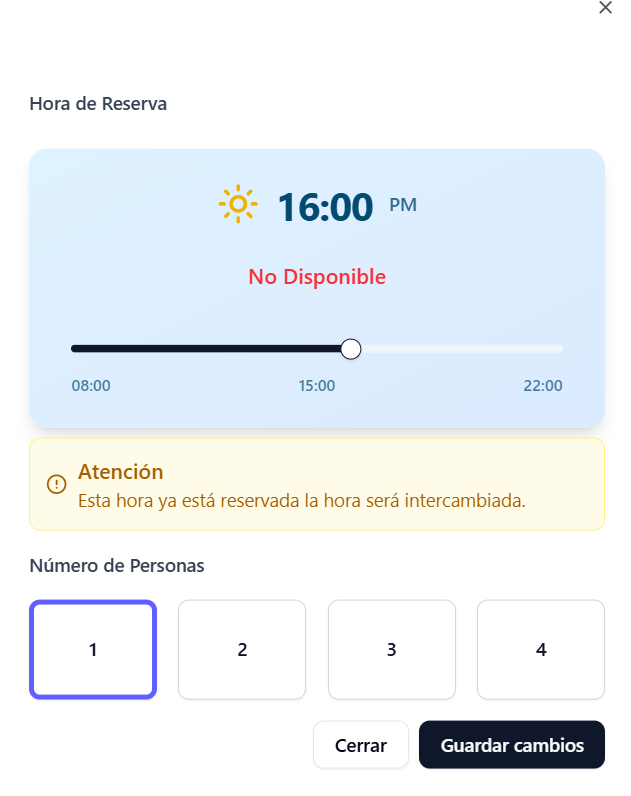 Hora de Reserva
16:00 PM
No Disponible
08:00 15:00 22:00
Atención
Esta hora ya está reservada la hora será intercambiada.
Número de Personas
1 2 3 4
Cerrar Guardar cambios